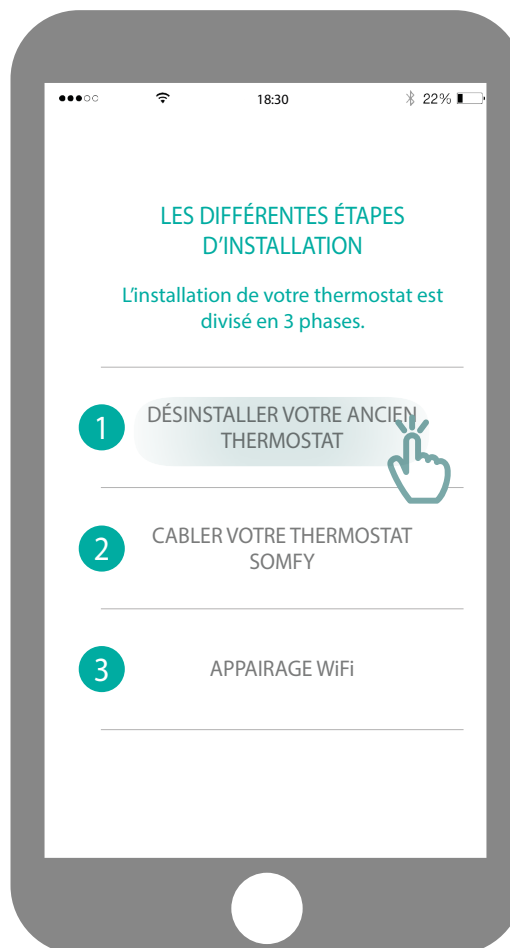 18:30
22%
LES DIFFÉRENTES ÉTAPES
D'INSTALLATION
L'installation de votre thermostat est
divisé en 3 phases.
1
DÉSINSTALLER VOTRE ANCIEN
THERMOSTAT
2
CABLER VOTRE THERMOSTAT
SOMFY
3
APPAIRAGE WiFi